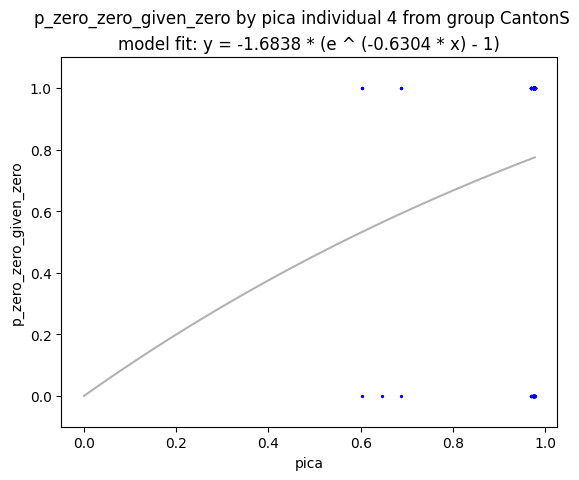 p_zero_zero_given_zero by pica individual 4 from group CantonS
model fit: y = -1.6838 * (e ^ (-0.6304 * x) - 1)
1.0
0.8
0.6
0.4
0.2
0.0
p_zero_zero_given_zero
0.0 0.2 0.4 0.6 0.8 1.0
pica